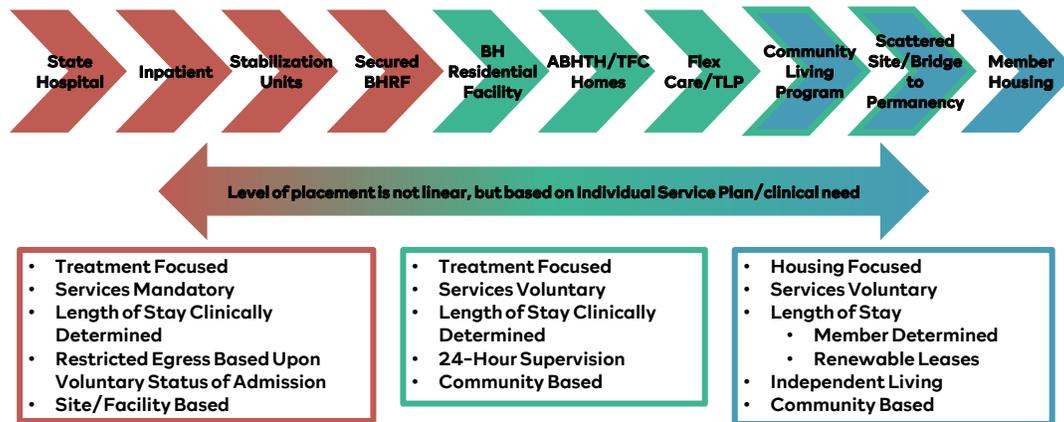 State
Hospital
Inpatient
Stabilization
Units
Secured
BHRF
BH
Residential
Facility
ABHTH/TFC
Homes
Flex
Care/TLP
Community
Living
Program
Scattered
Site/Bridge
to
Permanency
Member
Housing
Level of placement is not linear, but based on Individual Service Plan/clinical need
• Treatment Focused
• Services Mandatory
• Length of Stay Clinically
Determined
• Restricted Egress Based Upon
Voluntary Status of Admission
• Site/Facility Based
• Treatment Focused
• Services Voluntary
• Length of Stay Clinically
Determined
• 24-Hour Supervision
• Community Based
• Housing Focused
• Services Voluntary
• Length of Stay
• Member Determined
• Renewable Leases
• Independent Living
• Community Based